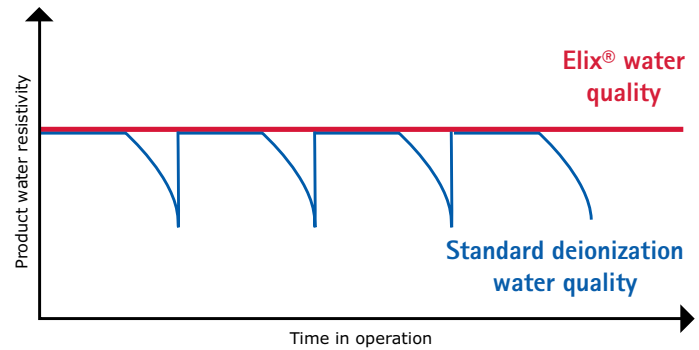 Elix® water
quality
Product water resistivity
Standard deionization
water quality
Time in operation